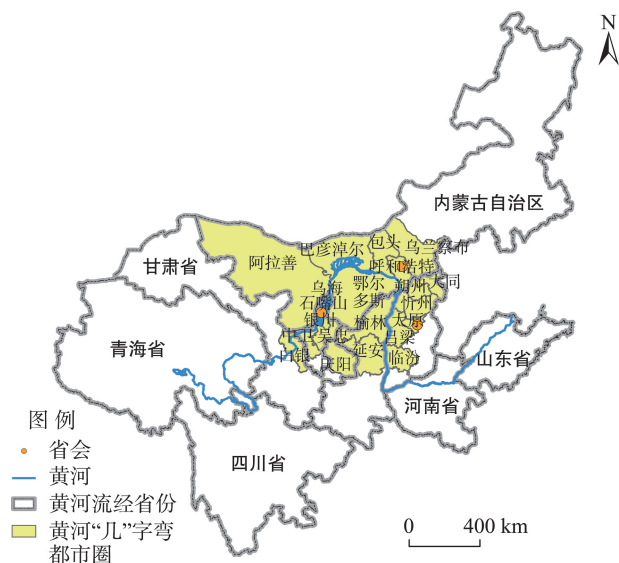 N
内蒙古自治区
包头
乌兰察布
巴彦淖尔
呼和浩特
阿拉善
甘肃省
大同
鄂尔
多斯
乌海
朔州
石嘴山
忻州
银川
榆林
太原
中卫
吴忠
吕梁
青海省
白银
延安
临汾
庆阳
山东省
河南省
四川省
图 例
省会
黄河
黄河流经省份
黄河“几”字弯
都市圈
0 400 km